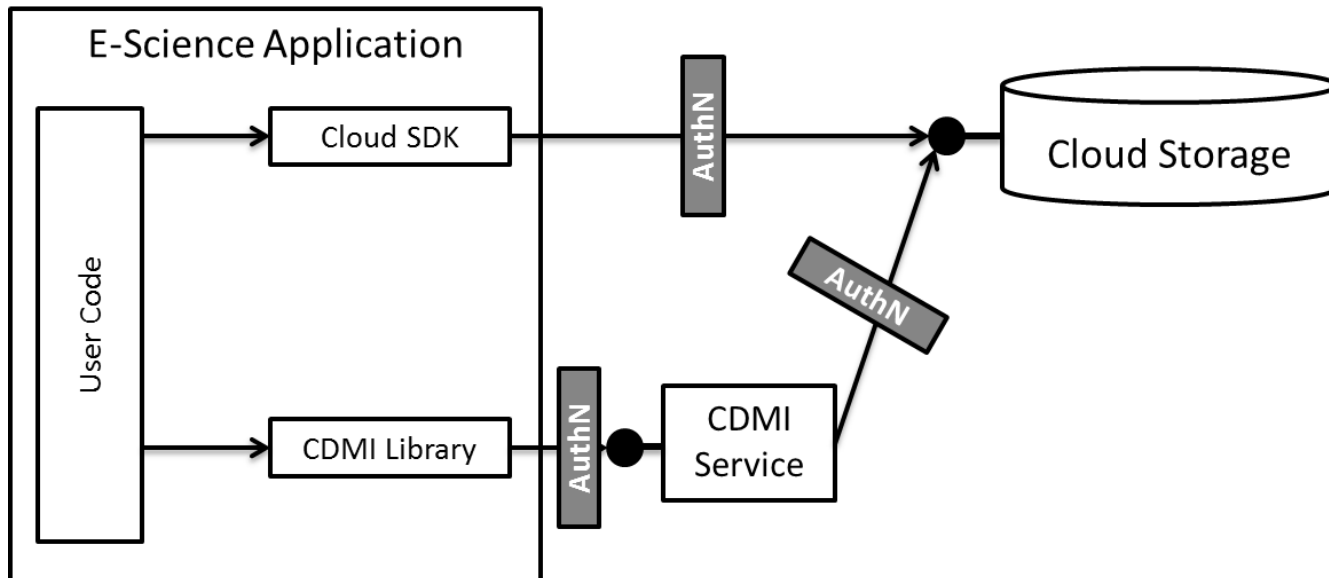 E-Science Application
Cloud SDK
AuthN
Cloud Storage
User Code
AuthN
CDMI Library
AuthN
CDMI
Service